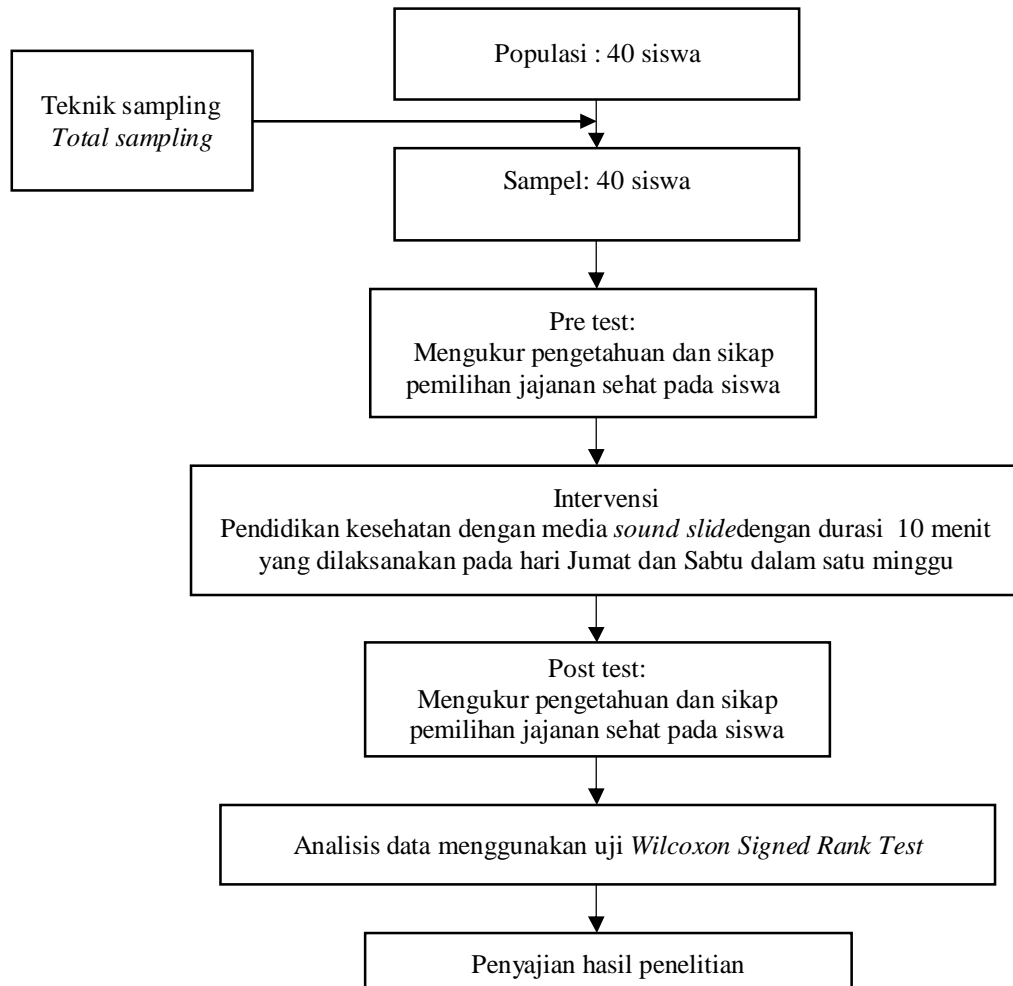 Populasi : 40 siswa
Teknik sampling
Total sampling
Sampel: 40 siswa
Pre test:
Mengukur pengetahuan dan sikap
pemilihan jajanan sehat pada siswa
Intervensi
Pendidikan kesehatan dengan media sound slidedengan durasi 10 menit
yang dilaksanakan pada hari Jumat dan Sabtu dalam satu minggu
Post test:
Mengukur pengetahuan dan sikap
pemilihan jajanan sehat pada siswa
Analisis data menggunakan uji Wilcoxon Signed Rank Test
Penyajian hasil penelitian